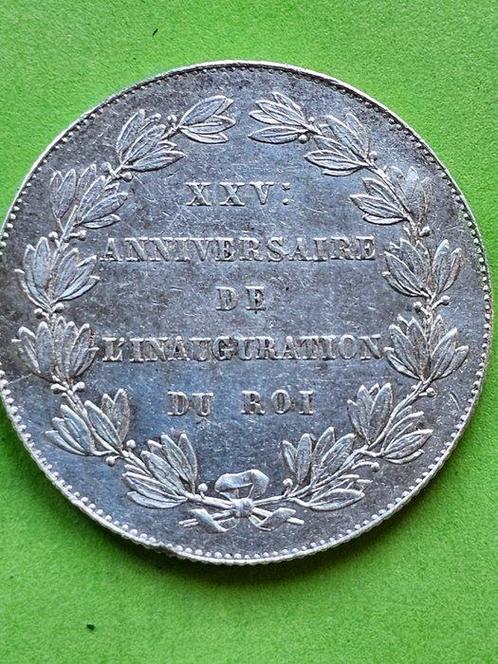 XXV:
ANNIVERSAIRE
DE
L'INAUGURATION
DU ROI